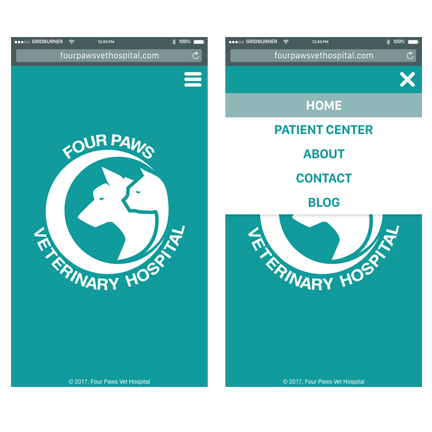 GRIDBURNER 12:45 PM 100%
fourpawsvethospital.com
FOUR PAWS
VETERINARY HOSPITAL
© 2017, Four Paws Vet Hospital
GRIDBURNER 12:45 PM 100%
fourpawsvethospital.com
HOME
PATIENT CENTER
ABOUT
CONTACT
BLOG
VETERINARY HOSPITAL
© 2017, Four Paws Vet Hospital